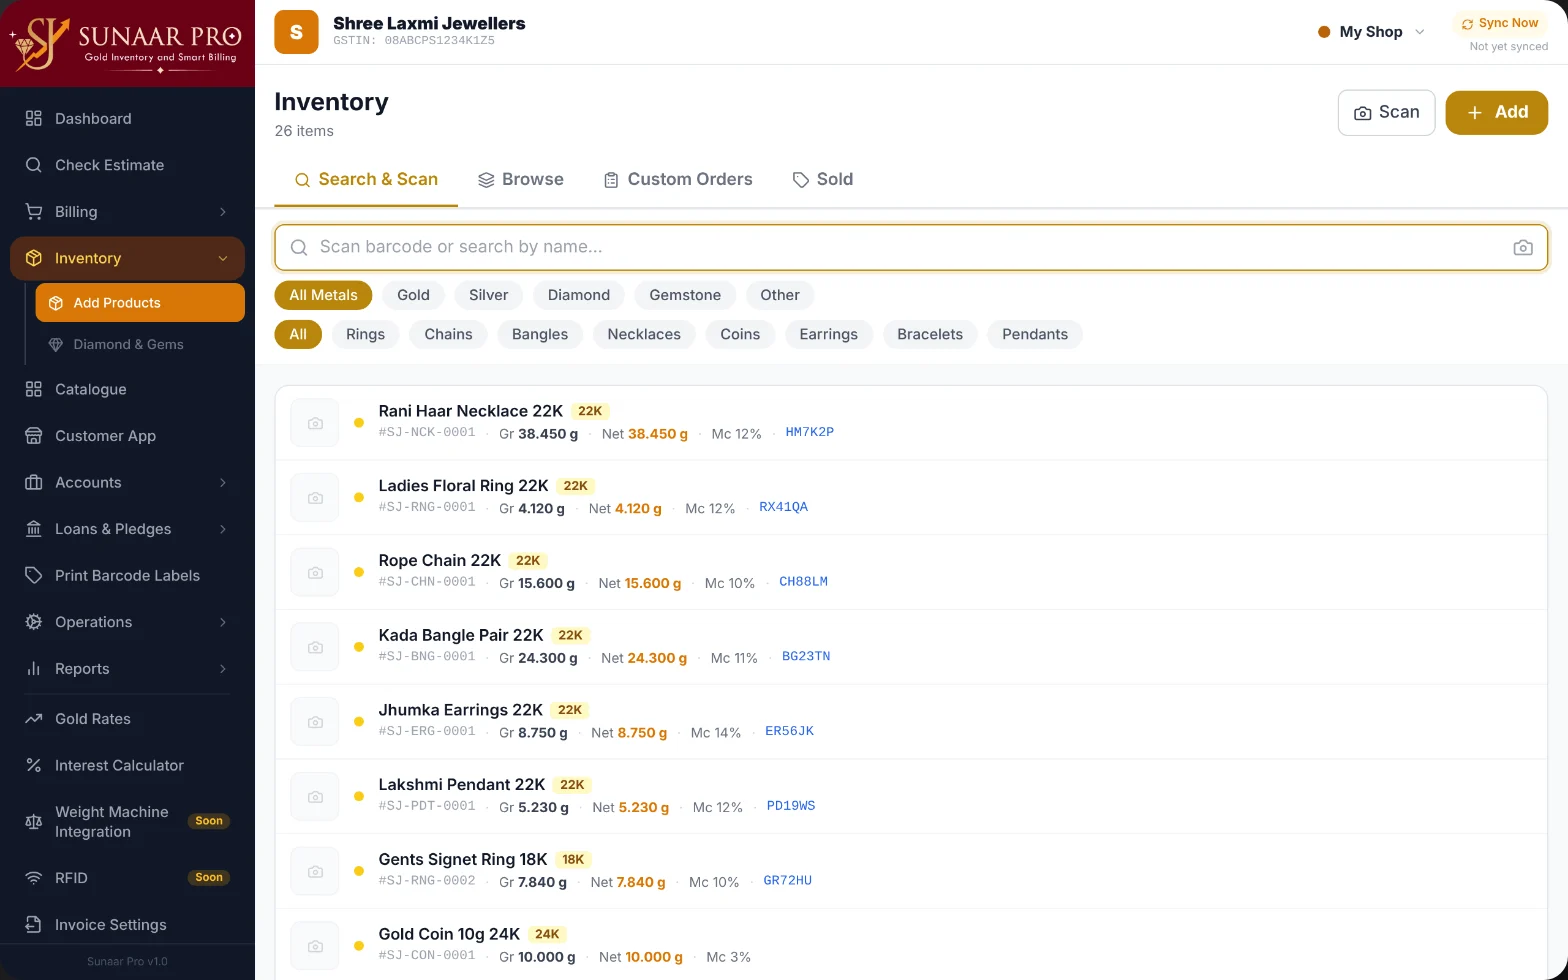 SUNAAR PRO
Gold Inventory and Smart Billing
Dashboard
Check Estimate
Billing
Inventory
Add Products
Diamond & Gems
Catalogue
Customer App
Accounts
Loans & Pledges
Print Barcode Labels
Operations
Reports
Gold Rates
Interest Calculator
Weight Machine
Integration
Soon
RFID
Soon
Invoice Settings
Sunaar Pro v1.0
S
Shree Laxmi Jewellers
GSTIN: 08ABCPS1234K1Z5
My Shop
Sync Now
Not yet synced
Inventory
26 items
Scan
+ Add
Search & Scan
Browse
Custom Orders
Sold
Scan barcode or search by name...
All Metals
Gold
Silver
Diamond
Gemstone
Other
All
Rings
Chains
Bangles
Necklaces
Coins
Earrings
Bracelets
Pendants
Rani Haar Necklace 22K 22K
#SJ-NCK-0001 · Gr 38.450 g · Net 38.450 g · Mc 12% · HM7K2P
Ladies Floral Ring 22K 22K
#SJ-RNG-0001 · Gr 4.120 g · Net 4.120 g · Mc 12% · RX41QA
Rope Chain 22K 22K
#SJ-CHN-0001 · Gr 15.600 g · Net 15.600 g · Mc 10% · CH88LM
Kada Bangle Pair 22K 22K
#SJ-BNG-0001 · Gr 24.300 g · Net 24.300 g · Mc 11% · BG23TN
Jhumka Earrings 22K 22K
#SJ-ERG-0001 · Gr 8.750 g · Net 8.750 g · Mc 14% · ER56JK
Lakshmi Pendant 22K 22K
#SJ-PDT-0001 · Gr 5.230 g · Net 5.230 g · Mc 12% · PD19WS
Gents Signet Ring 18K 18K
#SJ-RNG-0002 · Gr 7.840 g · Net 7.840 g · Mc 10% · GR72HU
Gold Coin 10g 24K 24K
#SJ-CON-0001 · Gr 10.000 g · Net 10.000 g · Mc 3%